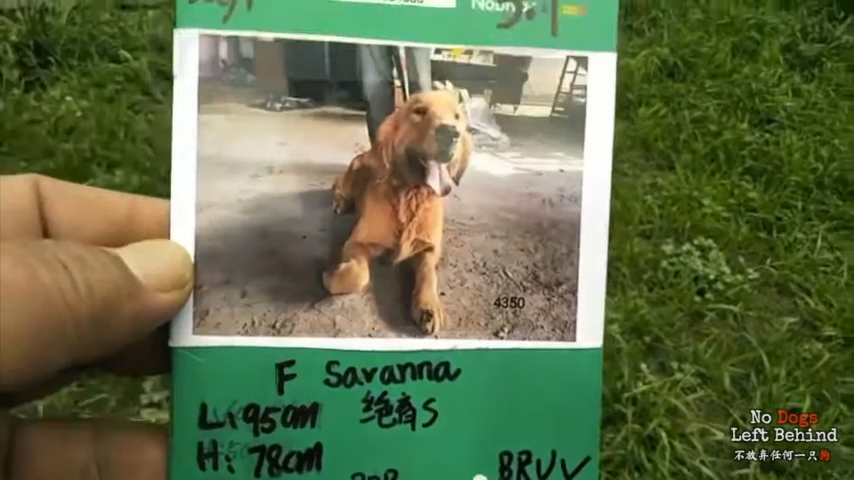 4350
F Savanna
L: 95cm 绝育S
H: 78cm
BRUV
No Dogs
Left Behind
不放弃任何一只狗